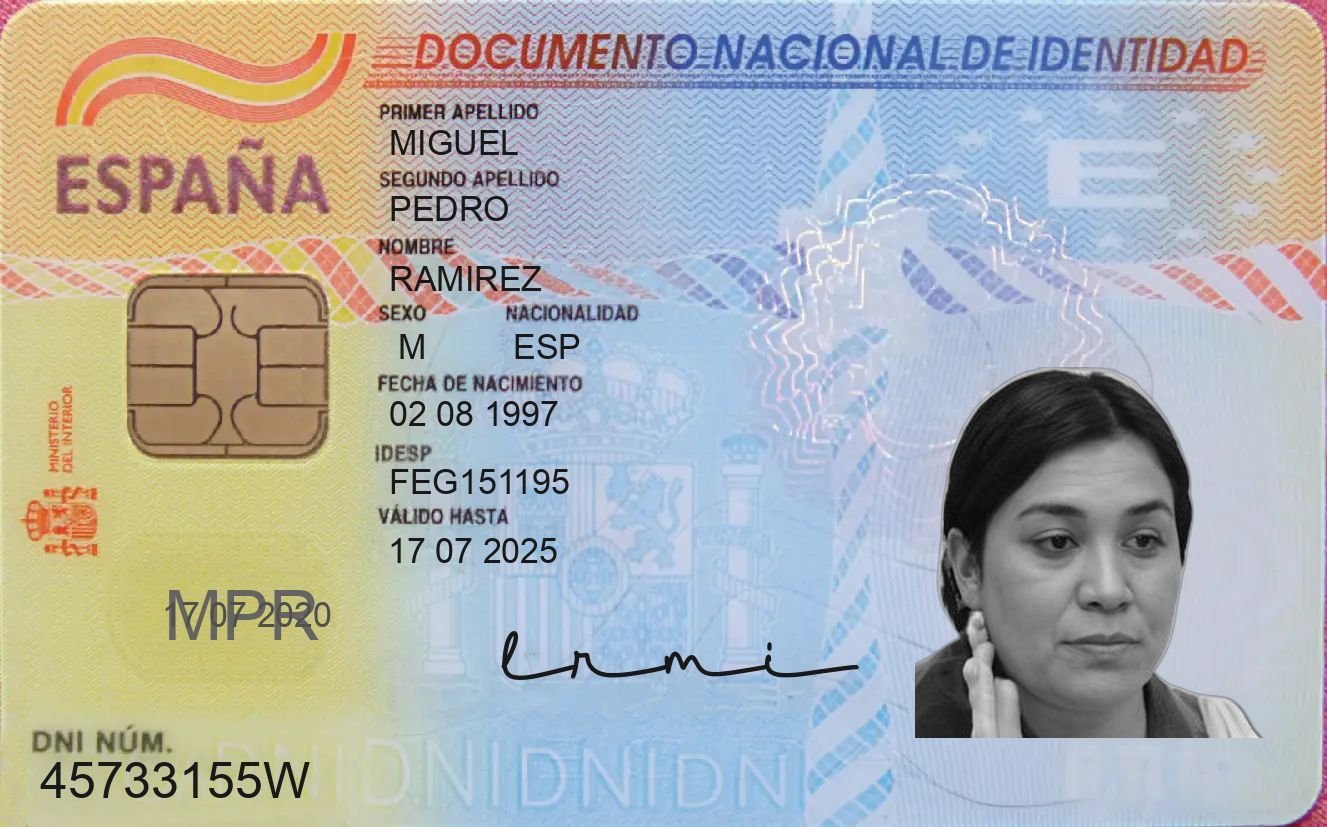 DOCUMENTO NACIONAL DE IDENTIDAD
ESPAÑA
PRIMER APELLIDO
MIGUEL
SEGUNDO APELLIDO
PEDRO
NOMBRE
RAMIREZ
SEXO NACIONALIDAD
M ESP
FECHA DE NACIMIENTO
02 08 1997
IDESP
FEG151195
VÁLIDO HASTA
17 07 2025
MINISTERIO
DEL INTERIOR
MPR
17 07 2020
DNI NÚM.
45733155W
DNIDNIDNIDNI
E